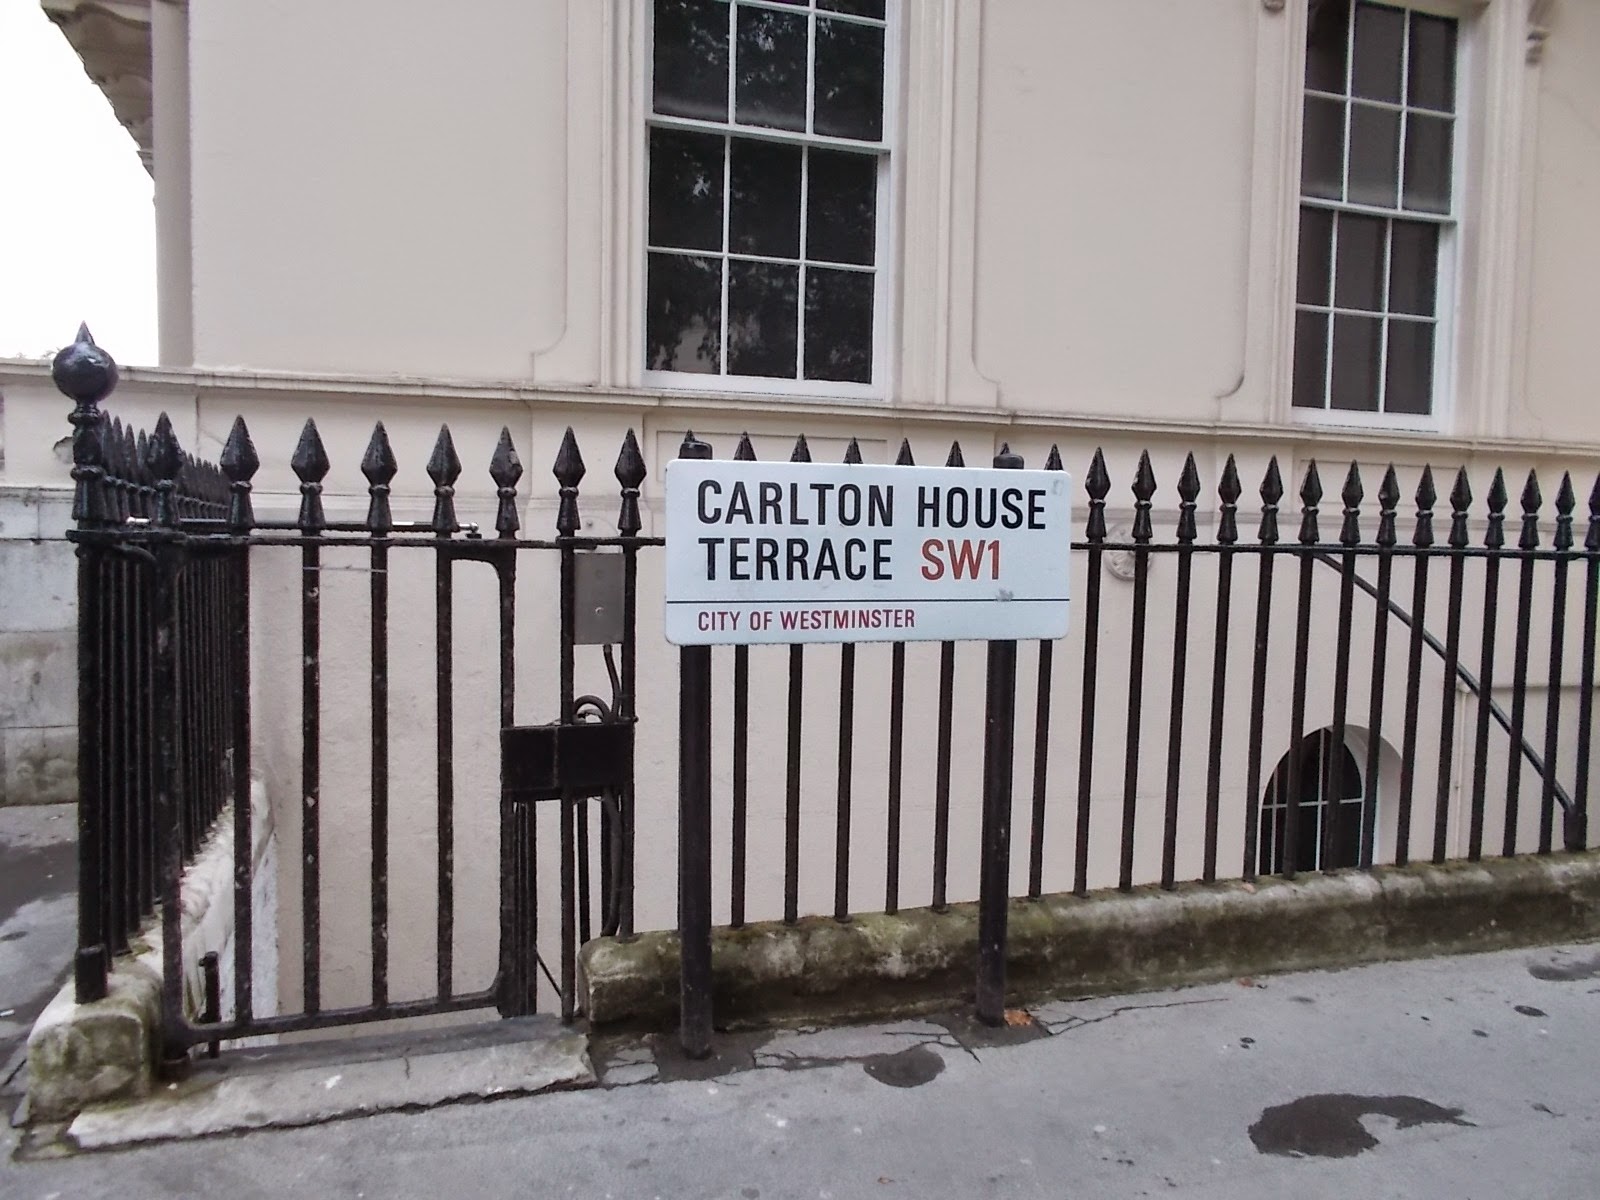 CARLTON HOUSE
TERRACE SW1
CITY OF WESTMINSTER